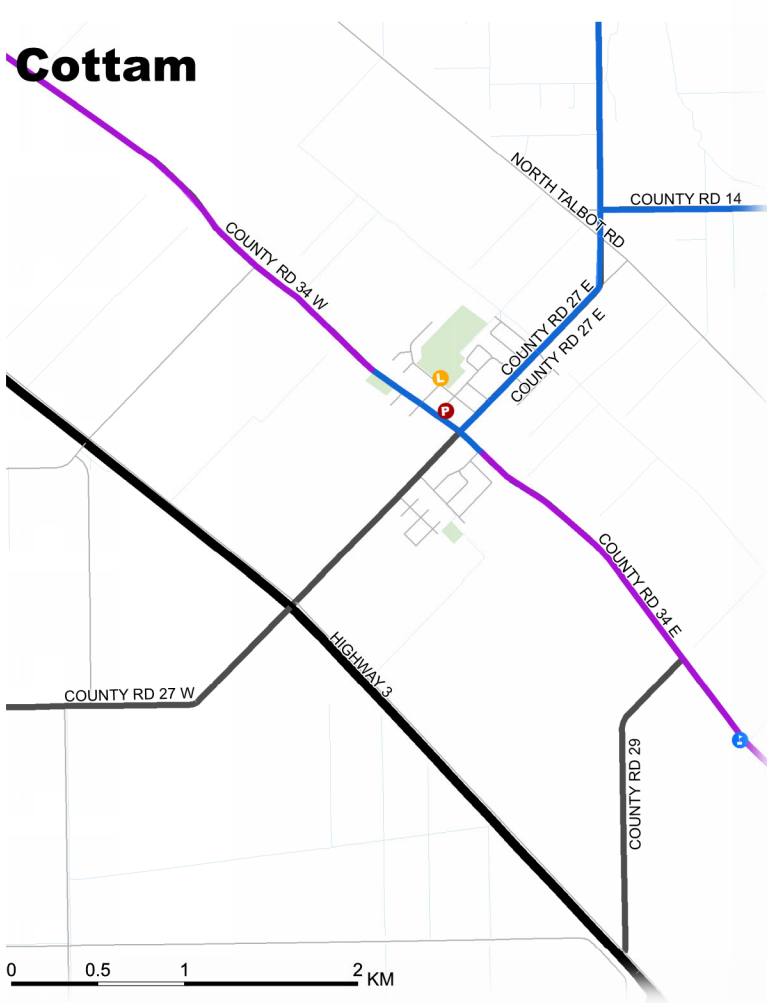 Cottam
NORTH TALBOT RD
COUNTY RD 14
COUNTY RD 34 W
COUNTY RD 27 E
COUNTY RD 27 E
L
P
COUNTY RD 34 E
HIGHWAY 3
COUNTY RD 27 W
COUNTY RD 29
0 0.5 1 2 KM